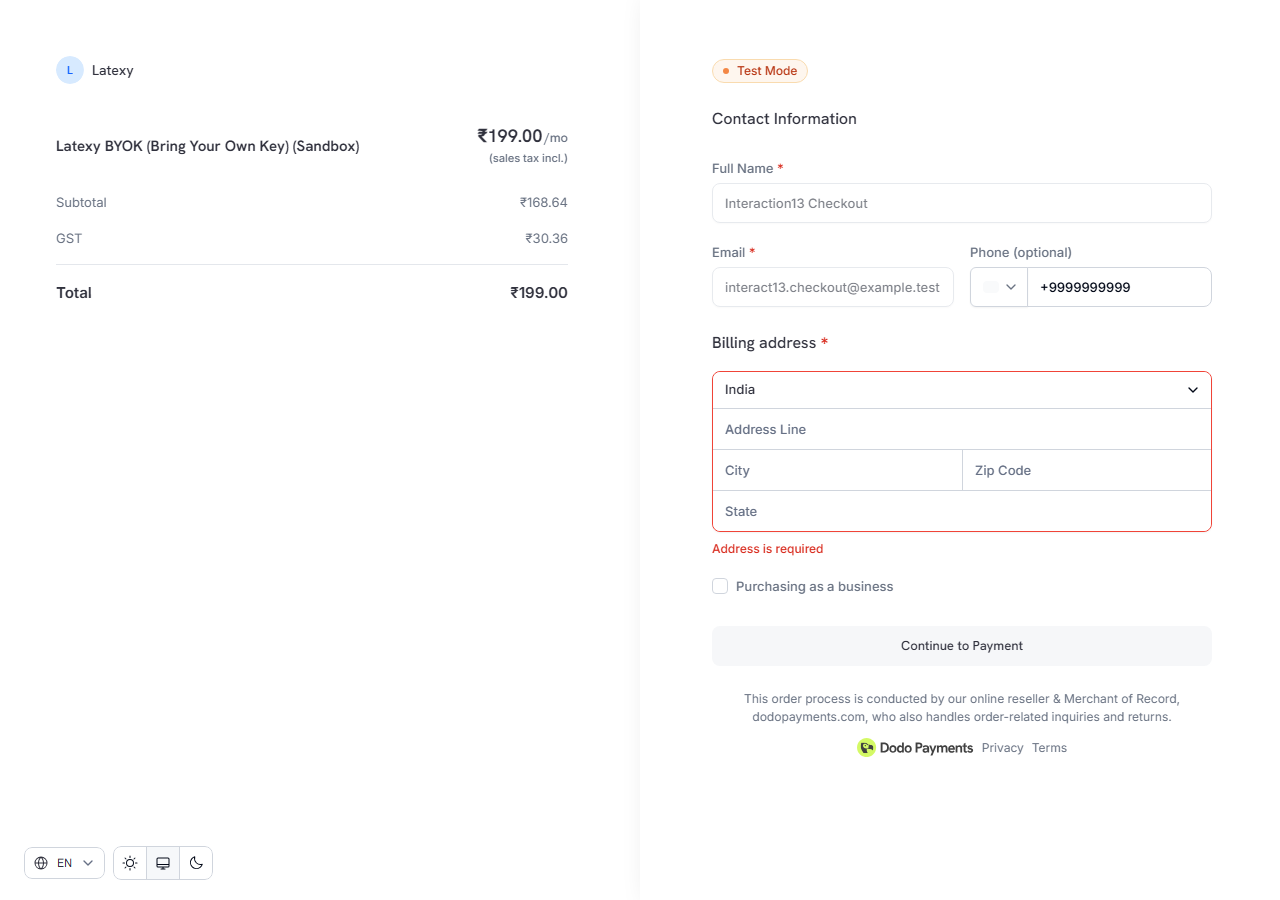 L Latexy
Latexy BYOK (Bring Your Own Key) (Sandbox)
₹199.00/mo
(sales tax incl.)
Subtotal ₹168.64
GST ₹30.36
Total ₹199.00
EN
Test Mode
Contact Information
Full Name *
Interaction13 Checkout
Email * Phone (optional)
interact13.checkout@example.test +9999999999
Billing address *
India
Address Line
City Zip Code
State
Address is required
Purchasing as a business
Continue to Payment
This order process is conducted by our online reseller & Merchant of Record,
dodopayments.com, who also handles order-related inquiries and returns.
Dodo Payments Privacy Terms